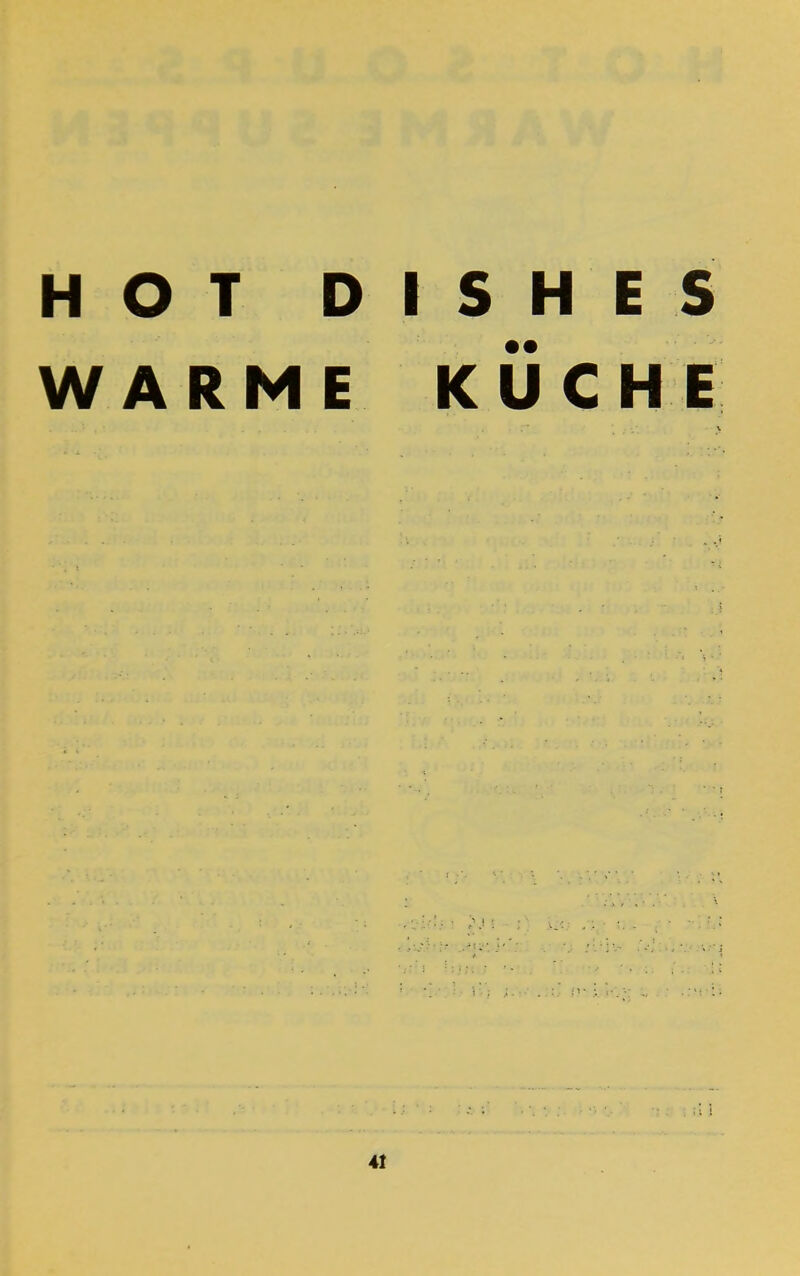 HOT DISHES
WARME KÜCHE
41